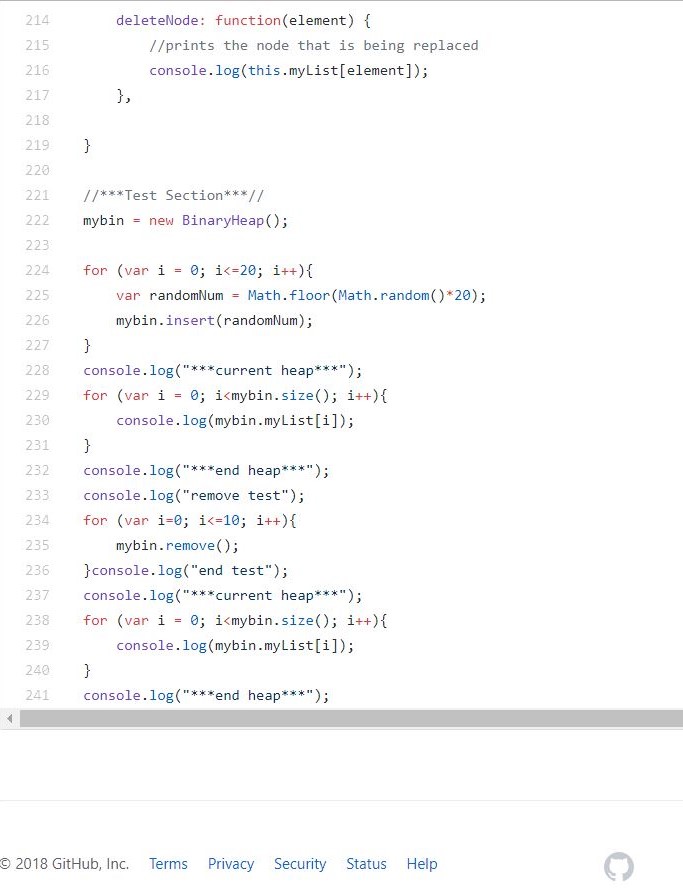 214 deleteNode: function(element) {
215 //prints the node that is being replaced
216 console.log(this.myList[element]);
217 },
218
219 }
220
221 //***Test Section***//
222 mybin = new BinaryHeap();
223
224 for (var i = 0; i<=20; i++){
225 var randomNum = Math.floor(Math.random()*20);
226 mybin.insert(randomNum);
227 }
228 console.log("***current heap***");
229 for (var i = 0; i<mybin.size(); i++){
230 console.log(mybin.myList[i]);
231 }
232 console.log("***end heap***");
233 console.log("remove test");
234 for (var i=0; i<=10; i++){
235 mybin.remove();
236 }console.log("end test");
237 console.log("***current heap***");
238 for (var i = 0; i<mybin.size(); i++){
239 console.log(mybin.myList[i]);
240 }
241 console.log("***end heap***");
© 2018 GitHub, Inc. Terms Privacy Security Status Help